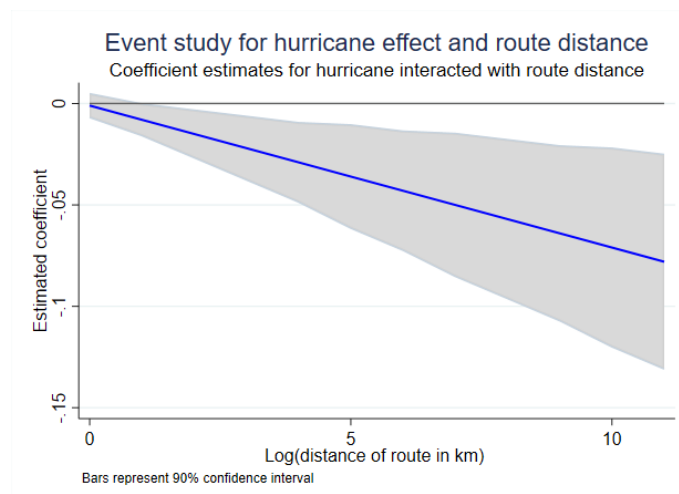 Event study for hurricane effect and route distance
Coefficient estimates for hurricane interacted with route distance
Estimated coefficient
0
-.05
-.1
-.15
0 5 10
Log(distance of route in km)
Bars represent 90% confidence interval